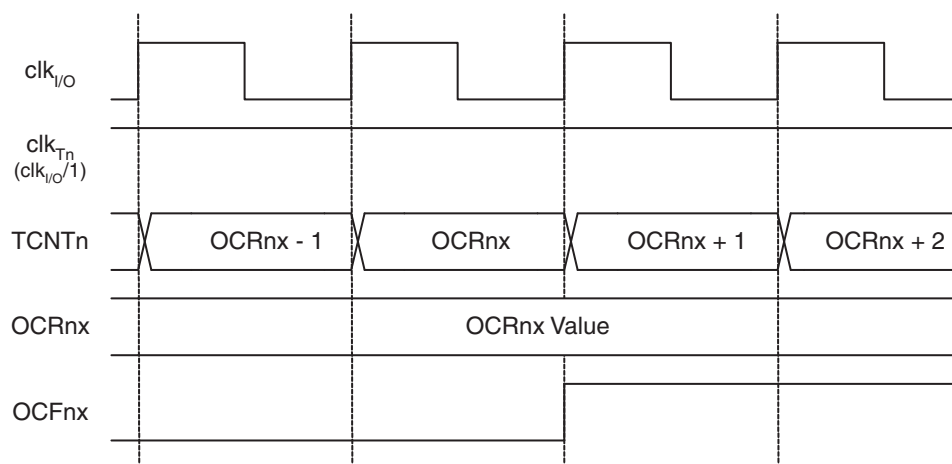 clkI/O
clkTn
(clkI/O/1)
TCNTn OCRnx - 1 OCRnx OCRnx + 1 OCRnx + 2
OCRnx OCRnx Value
OCFnx